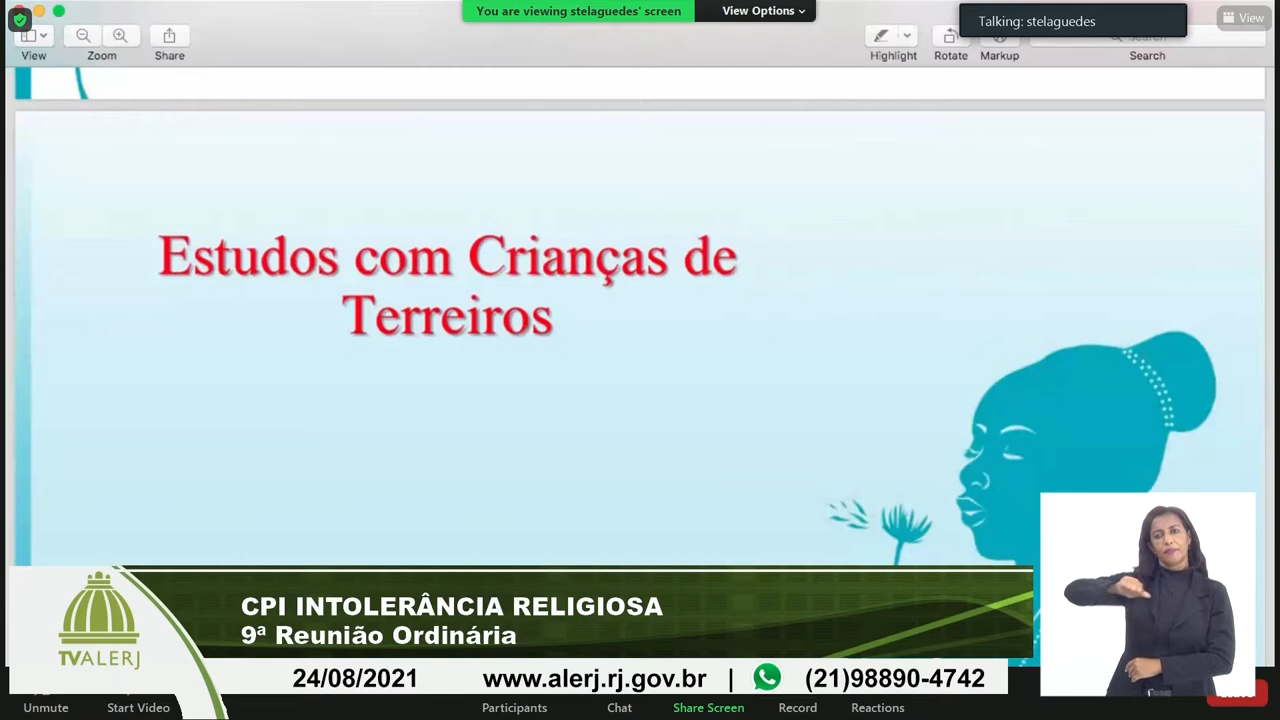 You are viewing stelaguedes' screen
View Options
Talking: stelaguedes
View
View
Zoom
Share
Highlight
Rotate
Markup
Search
Search
Estudos com Crianças de
Terreiros
CPI INTOLERÂNCIA RELIGIOSA
9ª Reunião Ordinária
TVALERJ
24/08/2021
www.alerj.rj.gov.br | (21)98890-4742
Unmute
Start Video
Participants
Chat
Share Screen
Record
Reactions